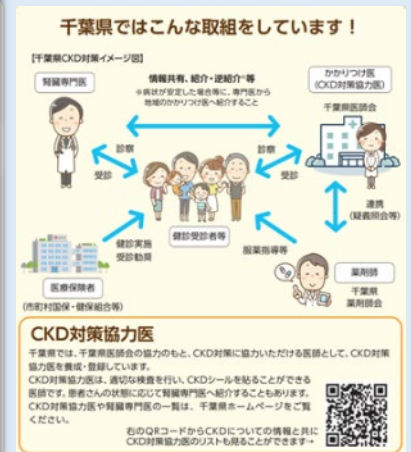 千葉県ではこんな取組をしています!
【千葉県CKD対策イメージ図】
腎臓専門医
情報共有、紹介・逆紹介※等
※病状が安定した場合等に、専門医から
地域のかかりつけ医へ紹介すること
かかりつけ医
(CKD対策協力医)
千葉県医師会
診察
受診
診察
受診
健診受診者等
連携
(疑義照会等)
健診実施
受診勧奨
服薬指導等
医療保険者
(市町村国保・健保組合等)
薬剤師
千葉県
薬剤師会
CKD対策協力医
千葉県では、千葉県医師会の協力のもと、CKD対策に協力いただける医師として、CKD対策
協力医を養成・登録しています。
CKD対策協力医は、適切な検査を行い、CKDシールを貼ることができる
医師です。患者さんの状態に応じて腎臓専門医へ紹介することもあります。
CKD対策協力医や腎臓専門医の一覧は、千葉県ホームページをご覧
ください。
右のQRコードからCKDについての情報と共に
CKD対策協力医のリストも見ることができます→